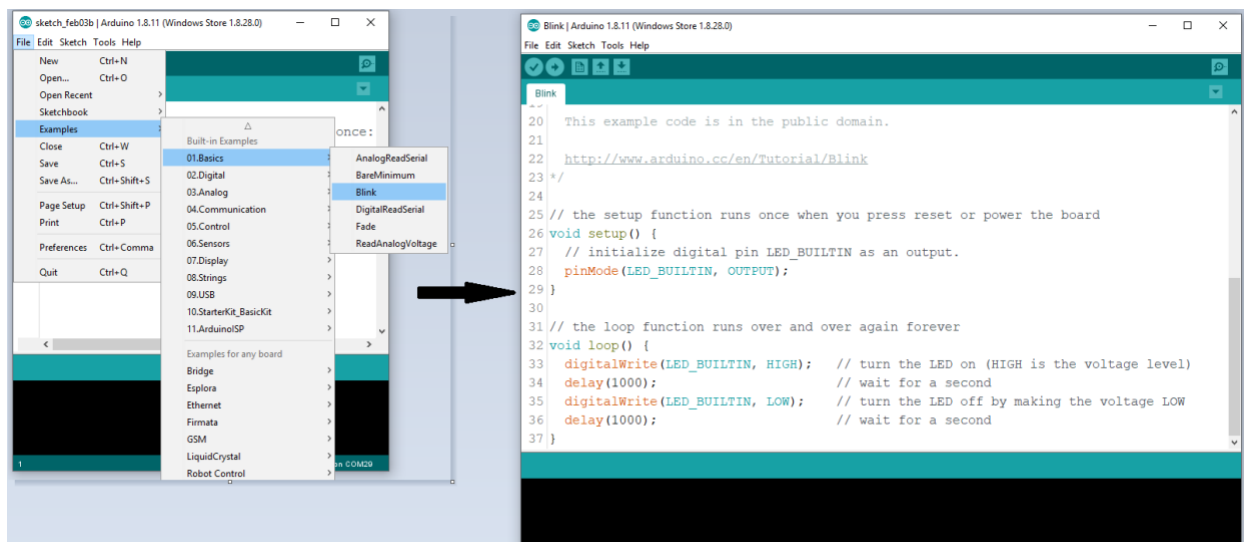 sketch_feb03b | Arduino 1.8.11 (Windows Store 1.8.28.0)
File Edit Sketch Tools Help
New Ctrl+N
Open... Ctrl+O
Open Recent
Sketchbook
Examples
Close Ctrl+W
Save Ctrl+S
Save As... Ctrl+Shift+S
Page Setup Ctrl+Shift+P
Print Ctrl+P
Preferences Ctrl+Comma
Quit Ctrl+Q
once:
Built-in Examples
01.Basics
02.Digital
03.Analog
04.Communication
05.Control
06.Sensors
07.Display
08.Strings
09.USB
10.StarterKit_BasicKit
11.ArduinoISP
Examples for any board
Bridge
Esplora
Ethernet
Firmata
GSM
LiquidCrystal
Robot Control
AnalogReadSerial
BareMinimum
Blink
DigitalReadSerial
Fade
ReadAnalogVoltage
1
on COM29
Blink | Arduino 1.8.11 (Windows Store 1.8.28.0)
File Edit Sketch Tools Help
Blink
20 This example code is in the public domain.
21
22 http://www.arduino.cc/en/Tutorial/Blink
23 */
24
25 // the setup function runs once when you press reset or power the board
26 void setup() {
27 // initialize digital pin LED_BUILTIN as an output.
28 pinMode(LED_BUILTIN, OUTPUT);
29 }
30
31 // the loop function runs over and over again forever
32 void loop() {
33 digitalWrite(LED_BUILTIN, HIGH); // turn the LED on (HIGH is the voltage level)
34 delay(1000); // wait for a second
35 digitalWrite(LED_BUILTIN, LOW); // turn the LED off by making the voltage LOW
36 delay(1000); // wait for a second
37 }